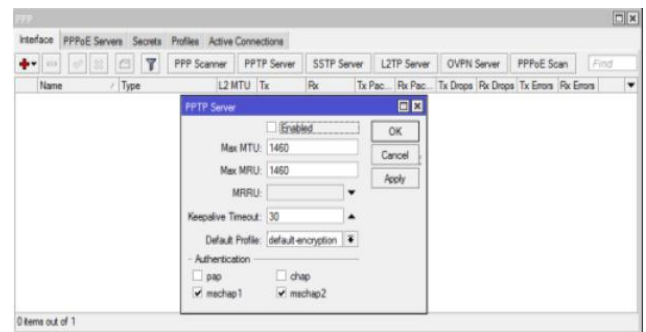 PPP
Interface PPPoE Servers Secrets Profiles Active Connections
PPP Scanner PPTP Server SSTP Server L2TP Server OVPN Server PPPoE Scan Find
Name / Type L2 MTU Tx Rx Tx Pac... Rx Pac... Tx Drops Rx Drops Tx Errors Rx Errors
PPTP Server
Enabled
OK
Max MTU: 1460
Cancel
Max MRU: 1460
Apply
MRRU:
Keepalive Timeout: 30
Default Profile: default-encryption
Authentication
pap chap
mschap1 mschap2
0 items out of 1